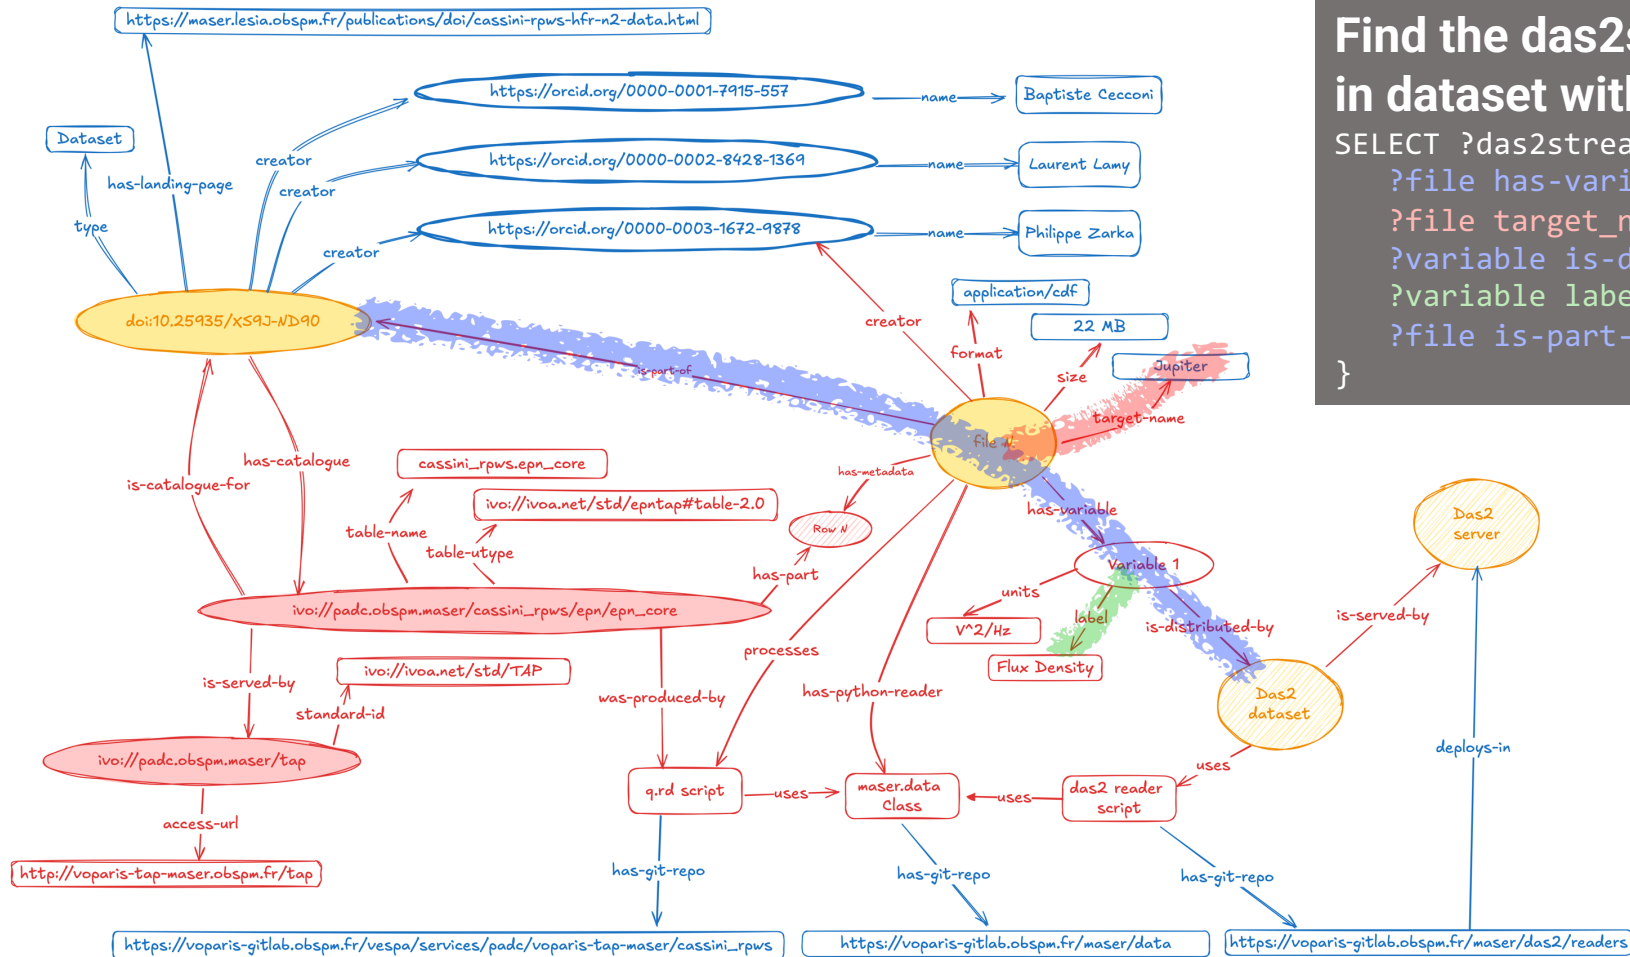 https://maser.lesia.obspm.fr/publications/doi/cassini-rpws-hfr-n2-data.html
Find the das2s
in dataset with
SELECT ?das2strea
?file has-vari
?file target_n
?variable is-d
?variable labe
?file is-part-
}
https://orcid.org/0000-0001-7915-557
name
Baptiste Cecconi
Dataset
creator
https://orcid.org/0000-0002-8428-1369
name
Laurent Lamy
has-landing-page
creator
type
https://orcid.org/0000-0003-1672-9878
name
Philippe Zarka
creator
application/cdf
doi:10.25935/XS9J-ND90
creator
22 MB
format
is-part-of
size
Jupiter
target-name
file N
has-catalogue
cassini_rpws.epn_core
has-metadata
is-catalogue-for
ivo://ivoa.net/std/epntap#table-2.0
has-variable
Das2
server
table-name
Row N
table-utype
Variable 1
has-part
units
ivo://padc.obspm.maser/cassini_rpws/epn/epn_core
label
is-served-by
V^2/Hz
is-distributed-by
processes
ivo://ivoa.net/std/TAP
Flux Density
is-served-by
was-produced-by
has-python-reader
Das2
dataset
standard-id
ivo://padc.obspm.maser/tap
deploys-in
uses
q.rd script
uses
maser.data
Class
uses
das2 reader
script
access-url
http://voparis-tap-maser.obspm.fr/tap
has-git-repo
has-git-repo
has-git-repo
https://voparis-gitlab.obspm.fr/vespa/services/padc/voparis-tap-maser/cassini_rpws
https://voparis-gitlab.obspm.fr/maser/data
https://voparis-gitlab.obspm.fr/maser/das2/readers